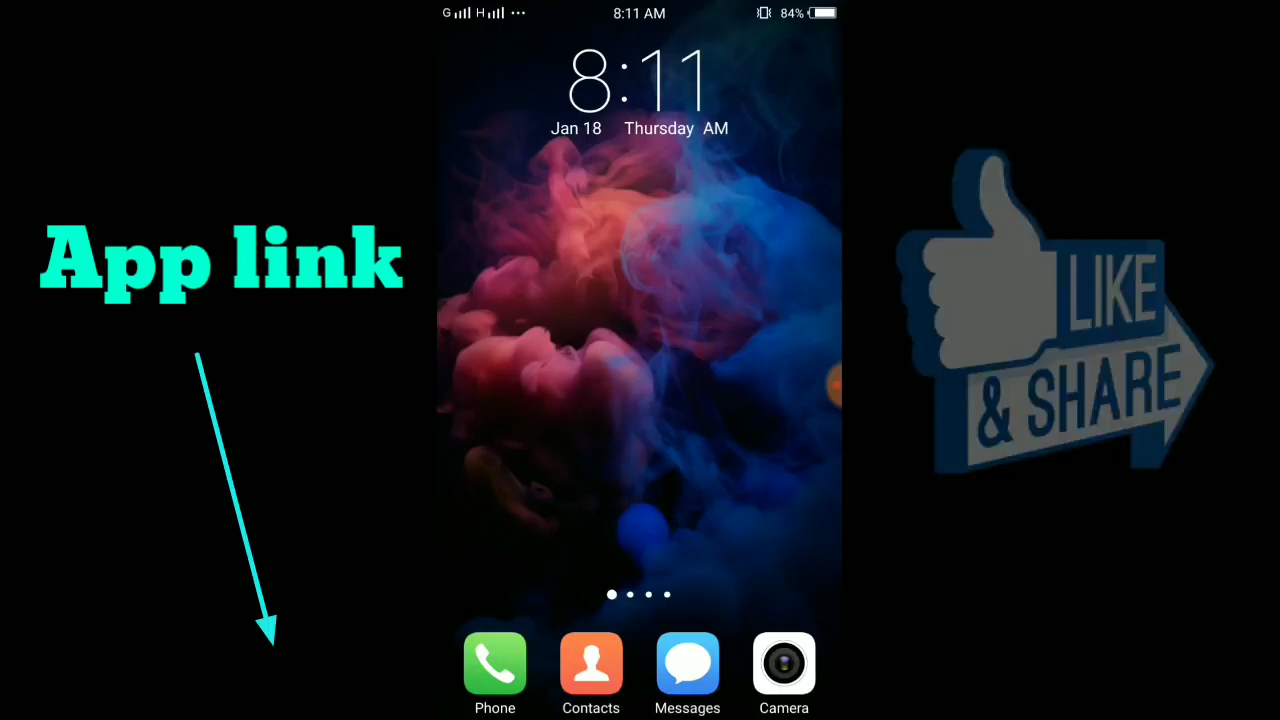 G H 8:11 AM 84%
8:11
Jan 18 Thursday AM
App link
LIKE
& SHARE
Phone Contacts Messages Camera